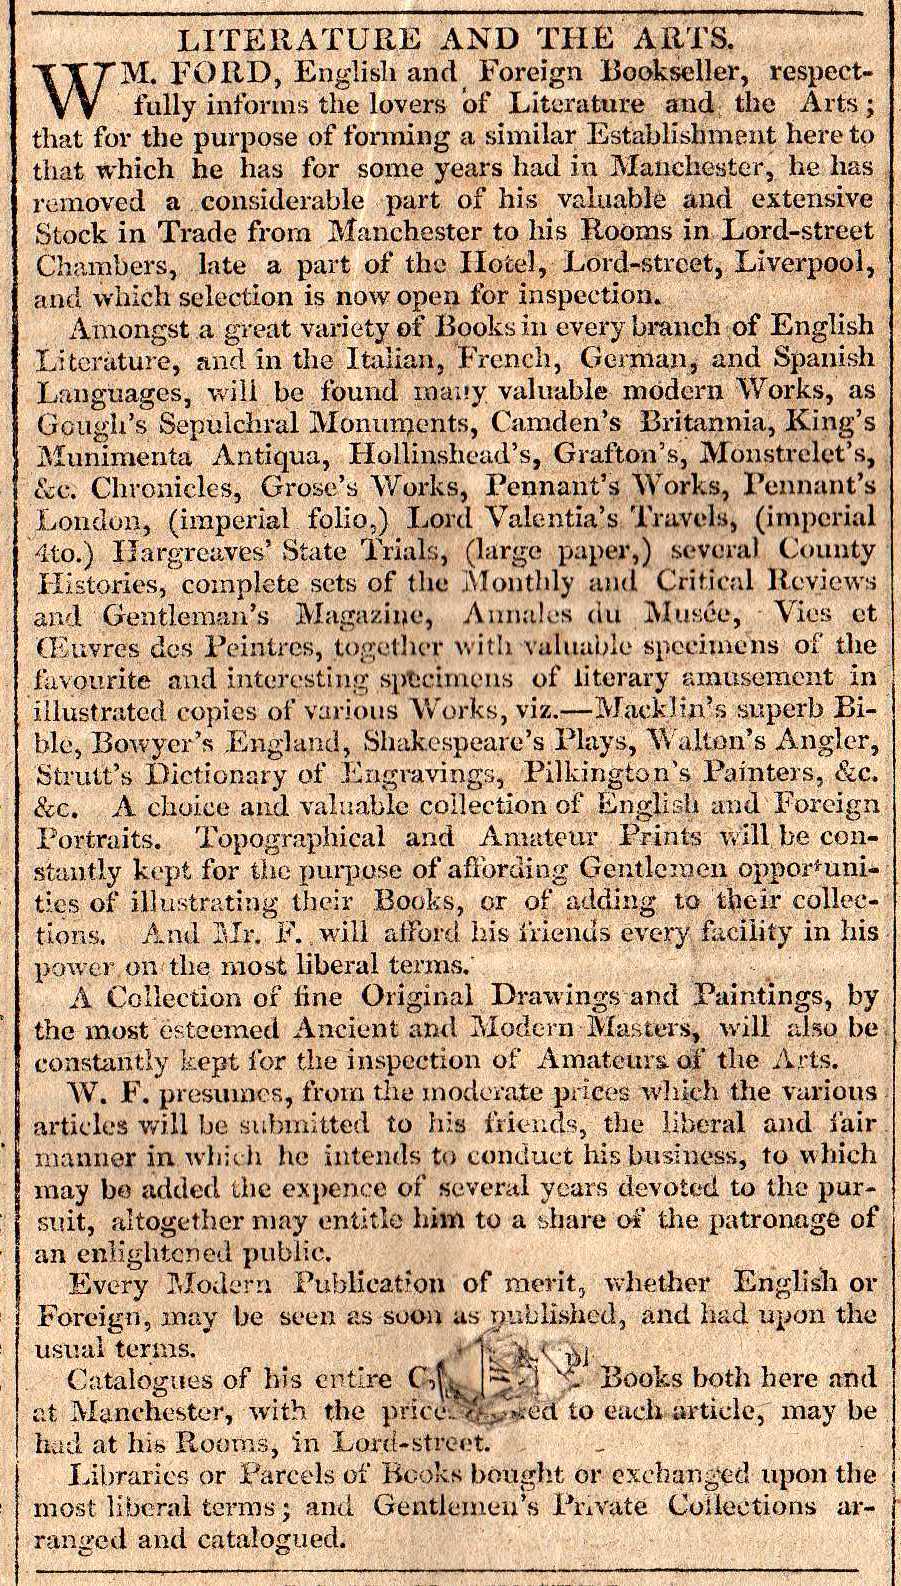 LITERATURE AND THE ARTS.
WM. FORD, English and Foreign Bookseller, respect-
fully informs the lovers of Literature and the Arts;
that for the purpose of forming a similar Establishment here to
that which he has for some years had in Manchester, he has
removed a considerable part of his valuable and extensive
Stock in Trade from Manchester to his Rooms in Lord-street
Chambers, late a part of the Hotel, Lord-street, Liverpool,
and which selection is now open for inspection.
Amongst a great variety of Books in every branch of English
Literature, and in the Italian, French, German, and Spanish
Languages, will be found many valuable modern Works, as
Gough's Sepulchral Monuments, Camden's Britannia, King's
Munimenta Antiqua, Hollinshead's, Grafton's, Monstrelet's,
&c. Chronicles, Grose's Works, Pennant's Works, Pennant's
London, (imperial folio,) Lord Valentia's Travels, (imperial
4to.) Hargreaves' State Trials, (large paper,) several County
Histories, complete sets of the Monthly and Critical Reviews
and Gentleman's Magazine, Annales du Musée, Vies et
Œuvres des Peintres, together with valuable specimens of the
favourite and interesting specimens of literary amusement in
illustrated copies of various Works, viz.—Macklin's superb Bi-
ble, Bowyer's England, Shakespeare's Plays, Walton's Angler,
Strutt's Dictionary of Engravings, Pilkington's Painters, &c.
&c. A choice and valuable collection of English and Foreign
Portraits. Topographical and Amateur Prints will be con-
stantly kept for the purpose of affording Gentlemen opportuni-
ties of illustrating their Books, or of adding to their collec-
tions. And Mr. F. will afford his friends every facility in his
power on the most liberal terms.
A Collection of fine Original Drawings and Paintings, by
the most esteemed Ancient and Modern Masters, will also be
constantly kept for the inspection of Amateurs of the Arts.
W. F. presumes, from the moderate prices which the various
articles will be submitted to his friends, the liberal and fair
manner in which he intends to conduct his business, to which
may be added the expence of several years devoted to the pur-
suit, altogether may entitle him to a share of the patronage of
an enlightened public.
Every Modern Publication of merit, whether English or
Foreign, may be seen as soon as published, and had upon the
usual terms.
Catalogues of his entire Books both here and
at Manchester, with the to each article, may be
had at his Rooms, in Lord-street.
Libraries or Parcels of Books bought or exchanged upon the
most liberal terms; and Gentlemen's Private Collections ar-
ranged and catalogued.